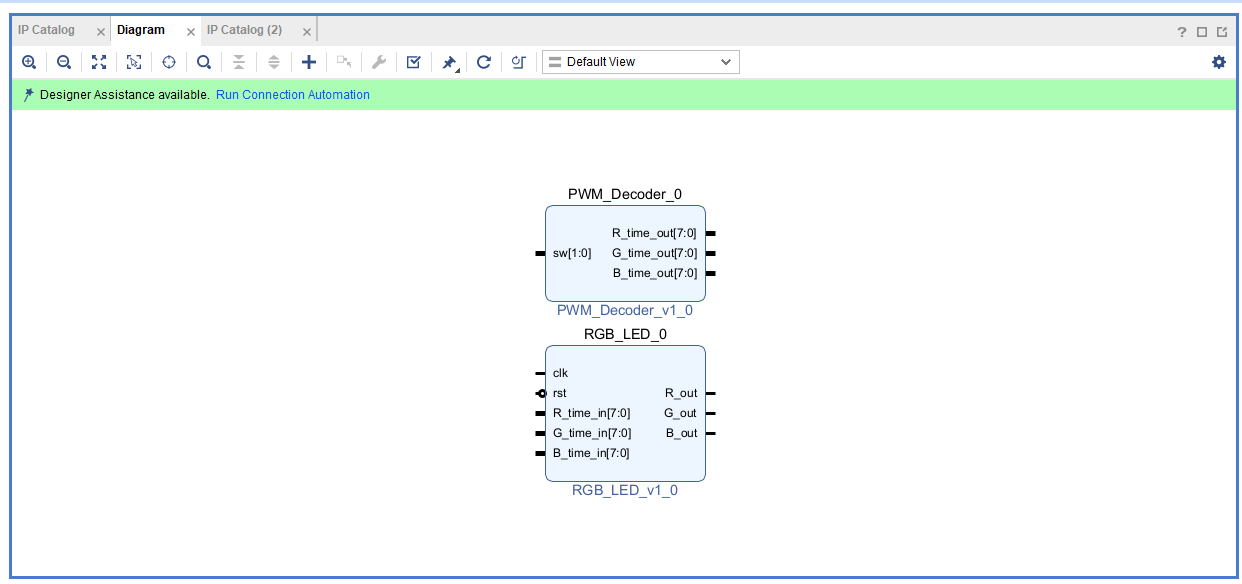 IP Catalog × Diagram × IP Catalog (2) ×
Default View
Designer Assistance available. Run Connection Automation
PWM_Decoder_0
R_time_out[7:0]
sw[1:0] G_time_out[7:0]
B_time_out[7:0]
PWM_Decoder_v1_0
RGB_LED_0
clk
rst R_out
R_time_in[7:0] G_out
G_time_in[7:0] B_out
B_time_in[7:0]
RGB_LED_v1_0